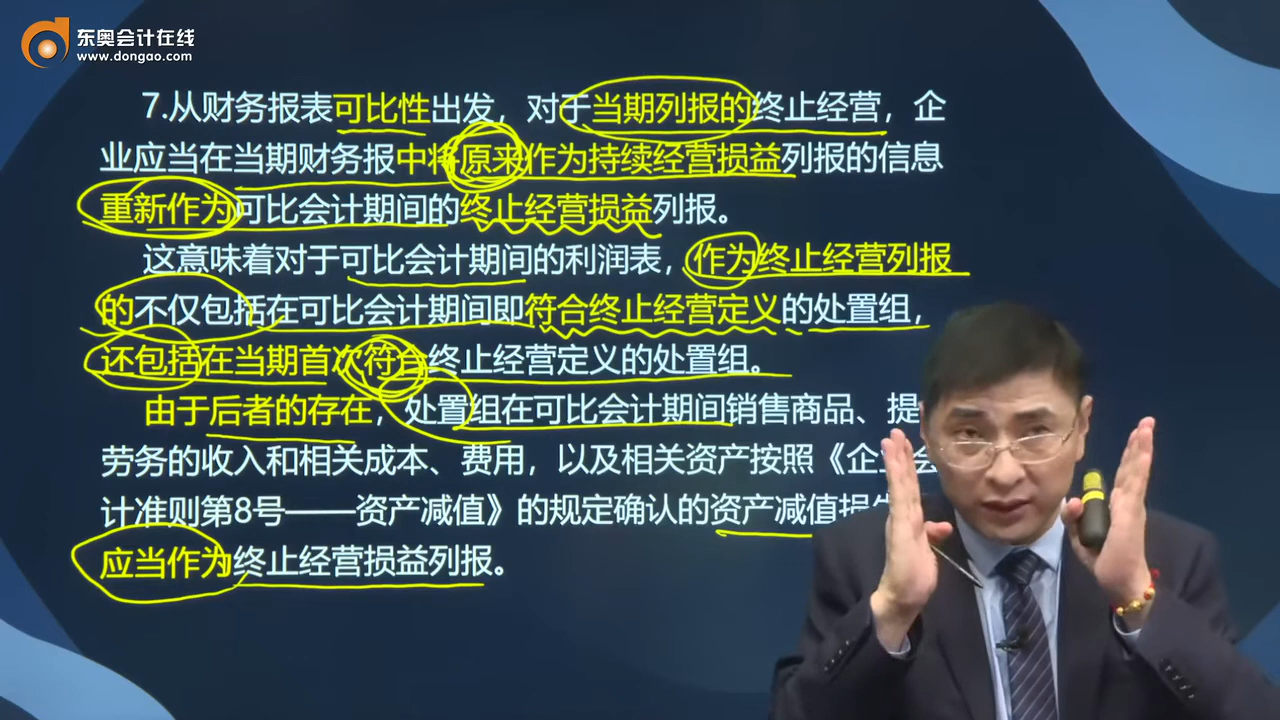 东奥会计在线
www.dongao.com
7.从财务报表可比性出发，对于当期列报的终止经营，企
业应当在当期财务报中将原来作为持续经营损益列报的信息
重新作为可比会计期间的终止经营损益列报。
这意味着对于可比会计期间的利润表，作为终止经营列报
的不仅包括在可比会计期间即符合终止经营定义的处置组，
还包括在当期首次符合终止经营定义的处置组。
由于后者的存在，处置组在可比会计期间销售商品、提
劳务的收入和相关成本、费用，以及相关资产按照《企业会
计准则第8号——资产减值》的规定确认的资产减值损
应当作为终止经营损益列报。